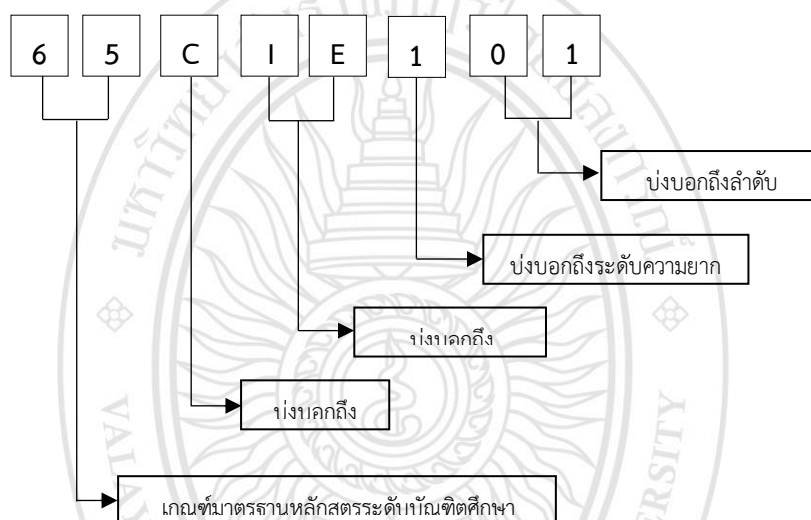 6 5 C I E 1 0 1
บ่งบอกถึงลำดับ
บ่งบอกถึงระดับความยาก
บ่งบอกถึง
บ่งบอกถึง
เกณฑ์มาตรฐานหลักสูตรระดับบัณฑิตศึกษา